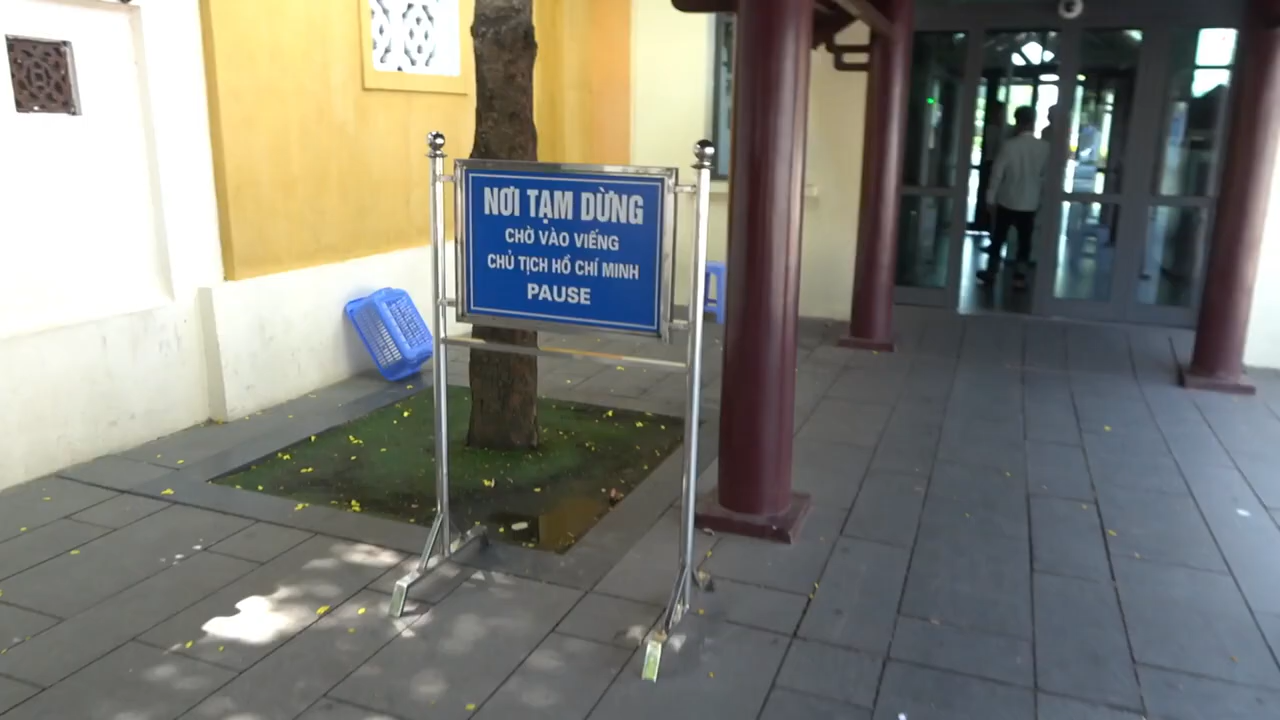 NƠI TẠM DỪNG
CHỜ VÀO VIẾNG
CHỦ TỊCH HỒ CHÍ MINH
PAUSE